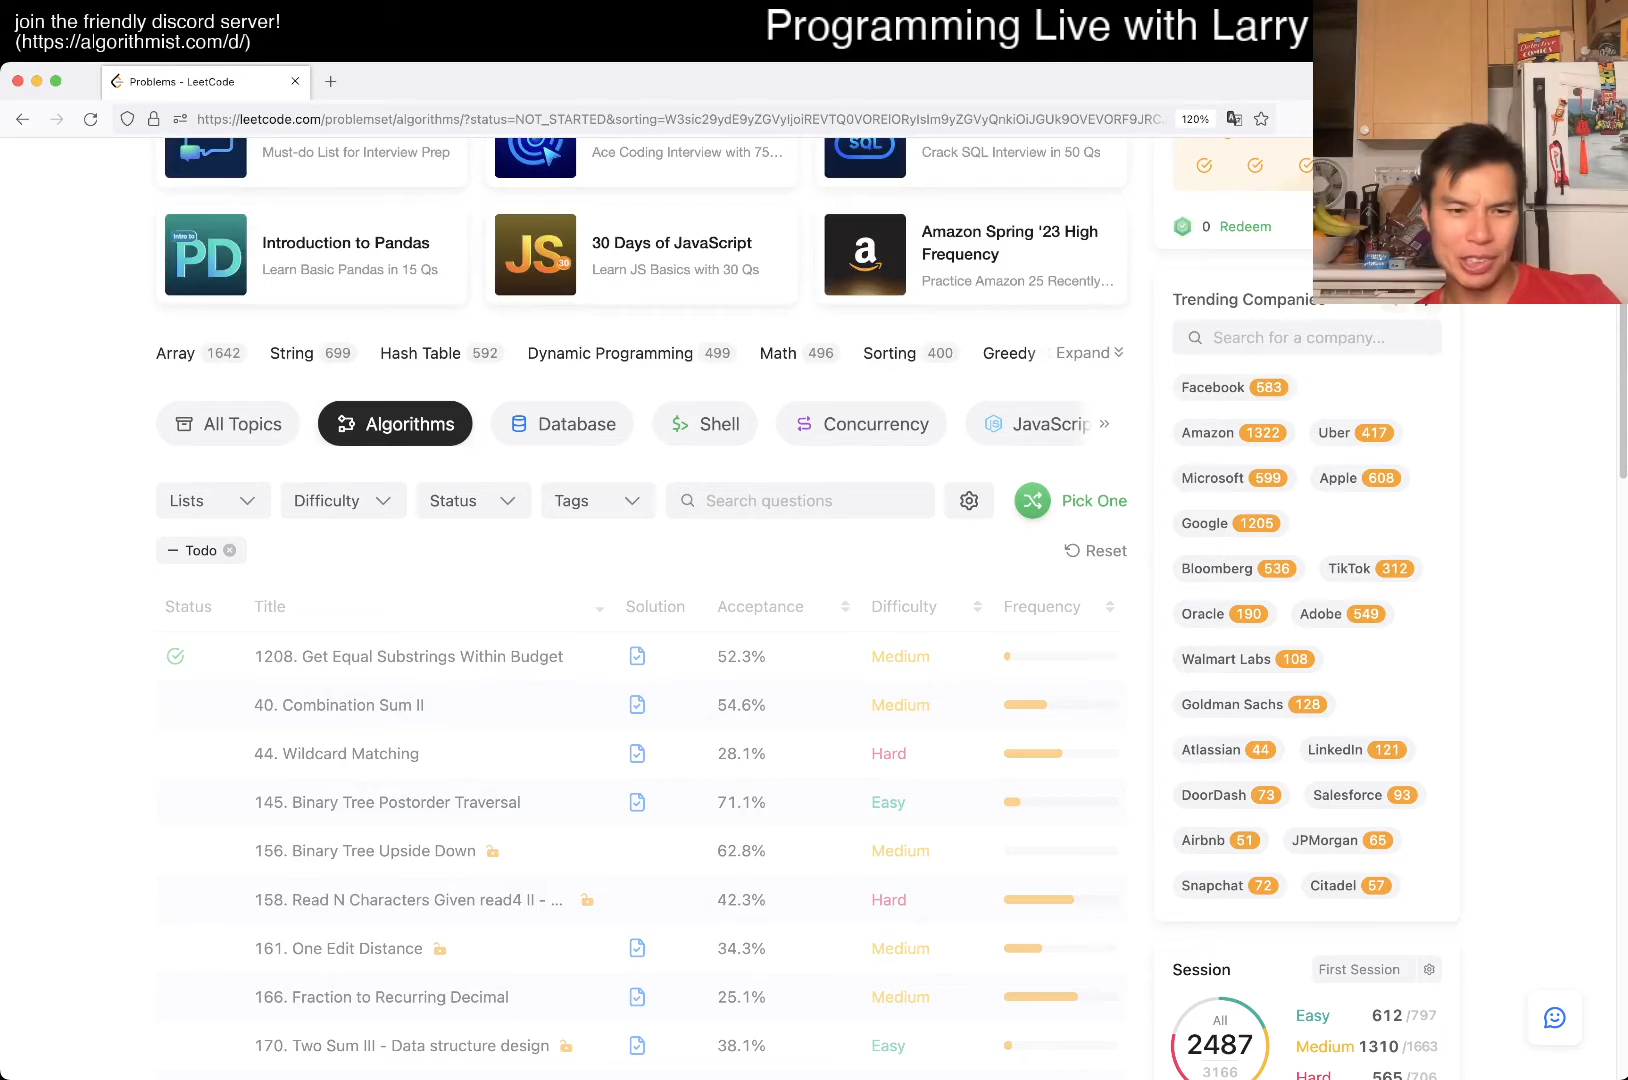 join the friendly discord server!
(https://algorithmist.com/d/)
Programming Live with Larry
Problems - LeetCode
https://leetcode.com/problemset/algorithms/?status=NOT_STARTED&sorting=
120%
Must-do List for Interview Prep
Ace Coding Interview with 75...
SQL
Crack SQL Interview in 50 Qs
0 Redeem
Intro to
PD
Introduction to Pandas
Learn Basic Pandas in 15 Qs
JS 30
30 Days of JavaScript
Learn JS Basics with 30 Qs
a
Amazon Spring '23 High
Frequency
Practice Amazon 25 Recently...
Array 1642 String 699 Hash Table 592 Dynamic Programming 499 Math 496 Sorting 400 Greedy Expand
All Topics Algorithms Database Shell Concurrency JavaScrip
Lists Difficulty Status Tags Search questions Pick One
Todo Reset
Status Title Solution Acceptance Difficulty Frequency
1208. Get Equal Substrings Within Budget 52.3% Medium
40. Combination Sum II 54.6% Medium
44. Wildcard Matching 28.1% Hard
145. Binary Tree Postorder Traversal 71.1% Easy
156. Binary Tree Upside Down 62.8% Medium
158. Read N Characters Given read4 II - ... 42.3% Hard
161. One Edit Distance 34.3% Medium
166. Fraction to Recurring Decimal 25.1% Medium
170. Two Sum III - Data structure design 38.1% Easy
Trending Companies
Search for a company...
Facebook 583
Amazon 1322 Uber 417
Microsoft 599 Apple 608
Google 1205
Bloomberg 536 TikTok 312
Oracle 190 Adobe 549
Walmart Labs 108
Goldman Sachs 128
Atlassian 44 LinkedIn 121
DoorDash 73 Salesforce 93
Airbnb 51 JPMorgan 65
Snapchat 72 Citadel 57
Session First Session
All
2487
3166
Easy 612 /797
Medium 1310 /1663
Hard 565 /706